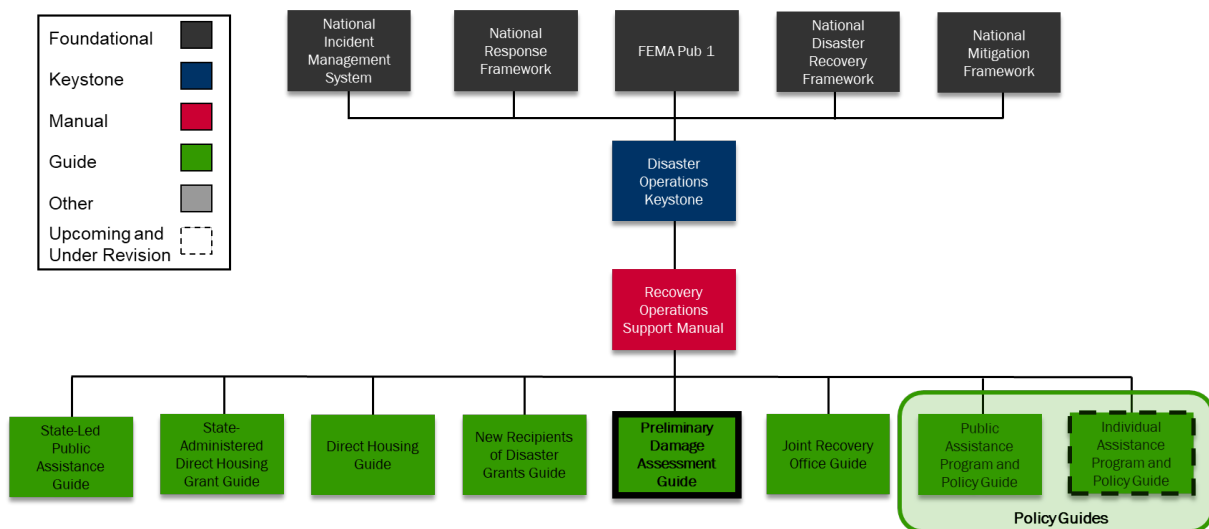 Foundational
Keystone
Manual
Guide
Other
Upcoming and
Under Revision
National
Incident
Management
System
National
Response
Framework
FEMA Pub 1
National
Disaster
Recovery
Framework
National
Mitigation
Framework
Disaster
Operations
Keystone
Recovery
Operations
Support Manual
State-Led
Public
Assistance
Guide
State-
Administered
Direct Housing
Grant Guide
Direct Housing
Guide
New Recipients
of Disaster
Grants Guide
Preliminary
Damage
Assessment
Guide
Joint Recovery
Office Guide
Public
Assistance
Program and
Policy Guide
Individual
Assistance
Program and
Policy Guide
Policy Guides